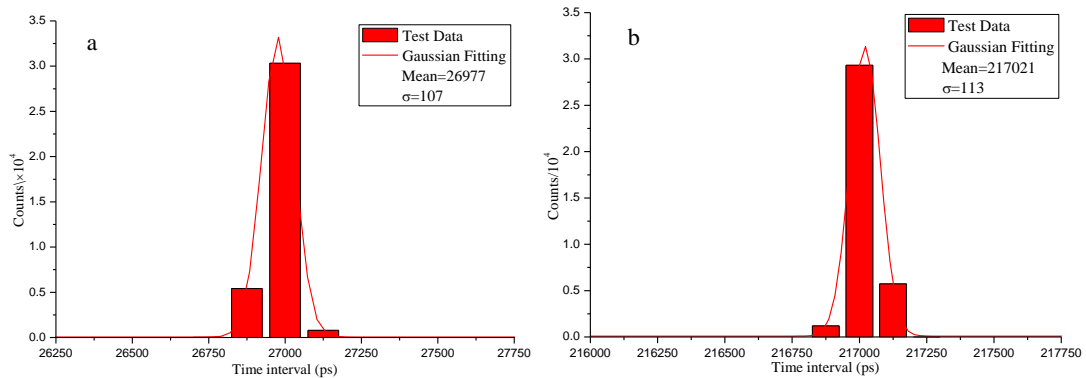 a
Test Data
Gaussian Fitting
Mean=26977
σ=107
3.5
3.0
2.5
2.0
1.5
1.0
0.5
0.0
Counts\×10⁴
26250 26500 26750 27000 27250 27500 27750
Time interval (ps)
b
Test Data
Gaussian Fitting
Mean=217021
σ=113
3.5
3.0
2.5
2.0
1.5
1.0
0.5
0.0
Counts/10⁴
216000 216250 216500 216750 217000 217250 217500 217750
Time interval (ps)